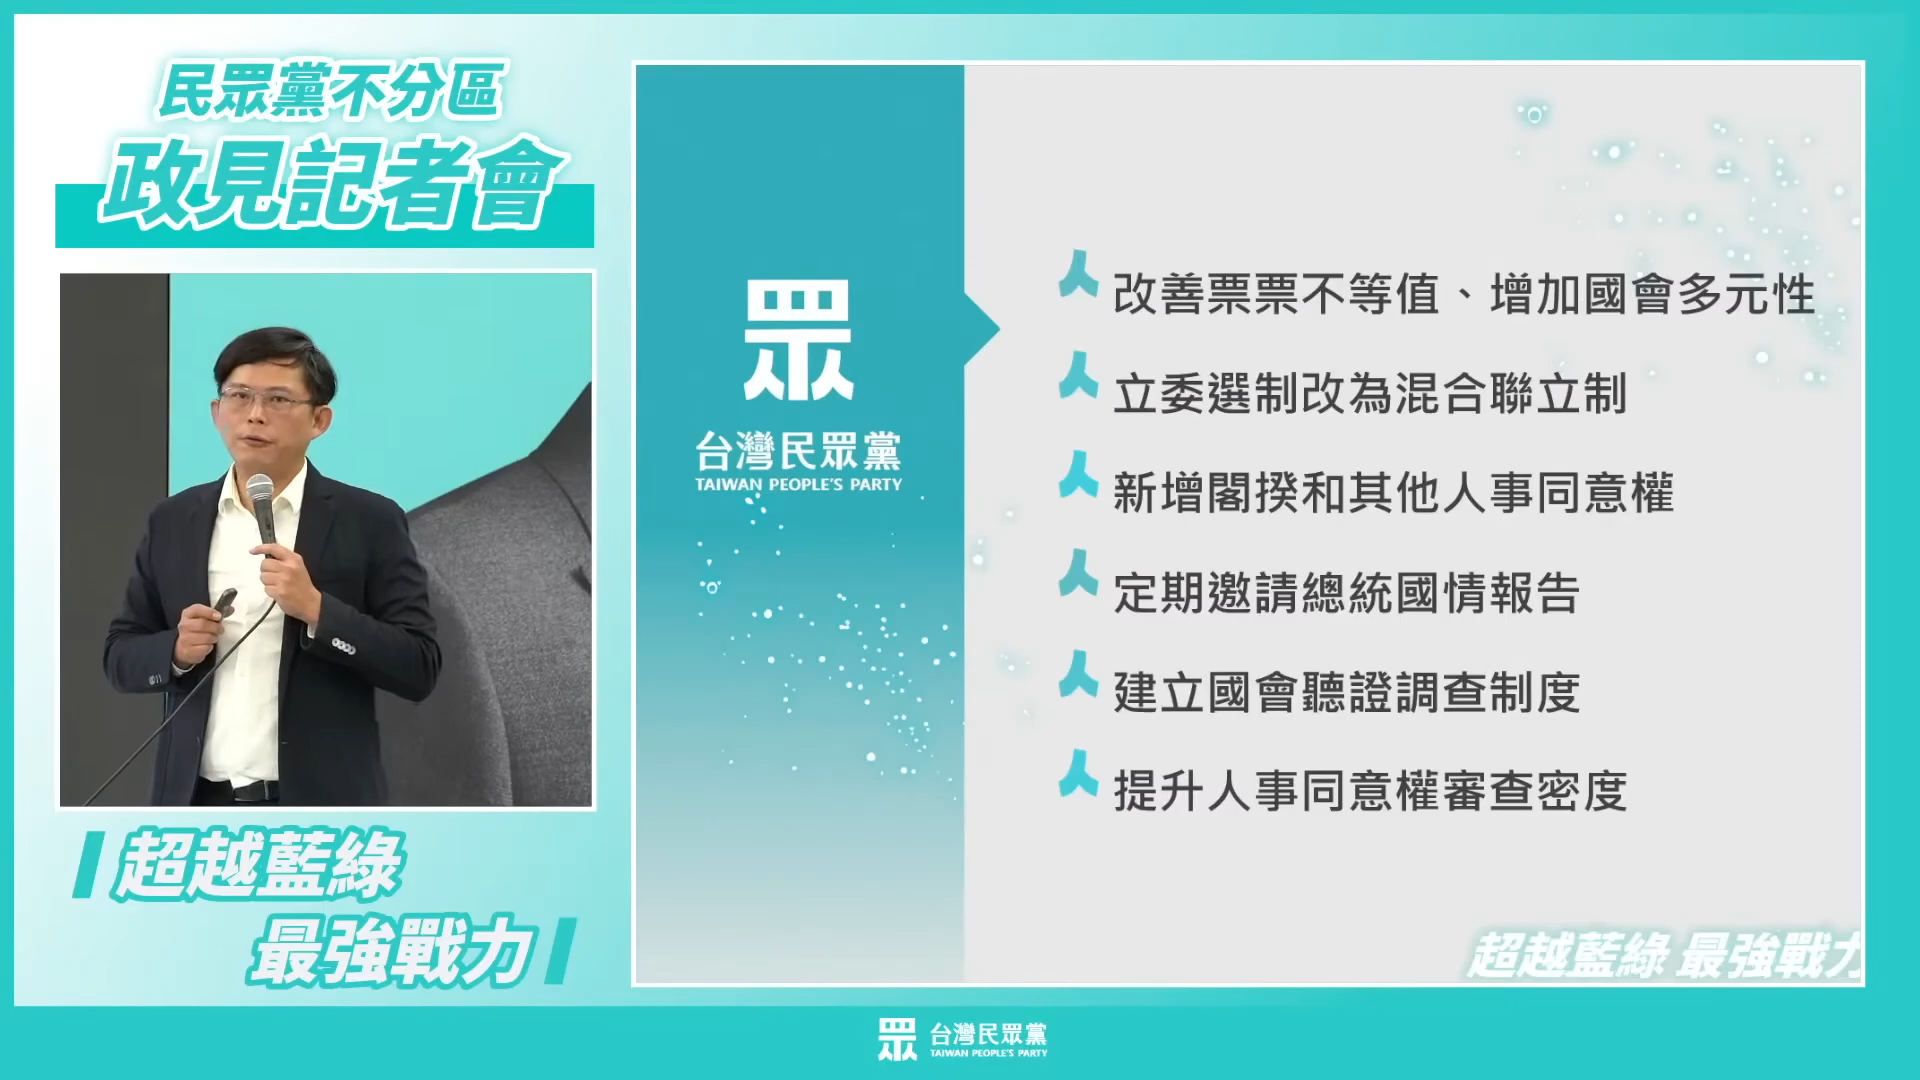 民眾黨不分區
政見記者會
超越藍綠
最強戰力
眾
台灣民眾黨
TAIWAN PEOPLE'S PARTY
改善票票不等值、增加國會多元性
立委選制改為混合聯立制
新增閣揆和其他人事同意權
定期邀請總統國情報告
建立國會聽證調查制度
提升人事同意權審查密度
超越藍綠 最強戰力
眾 台灣民眾黨
TAIWAN PEOPLE'S PARTY